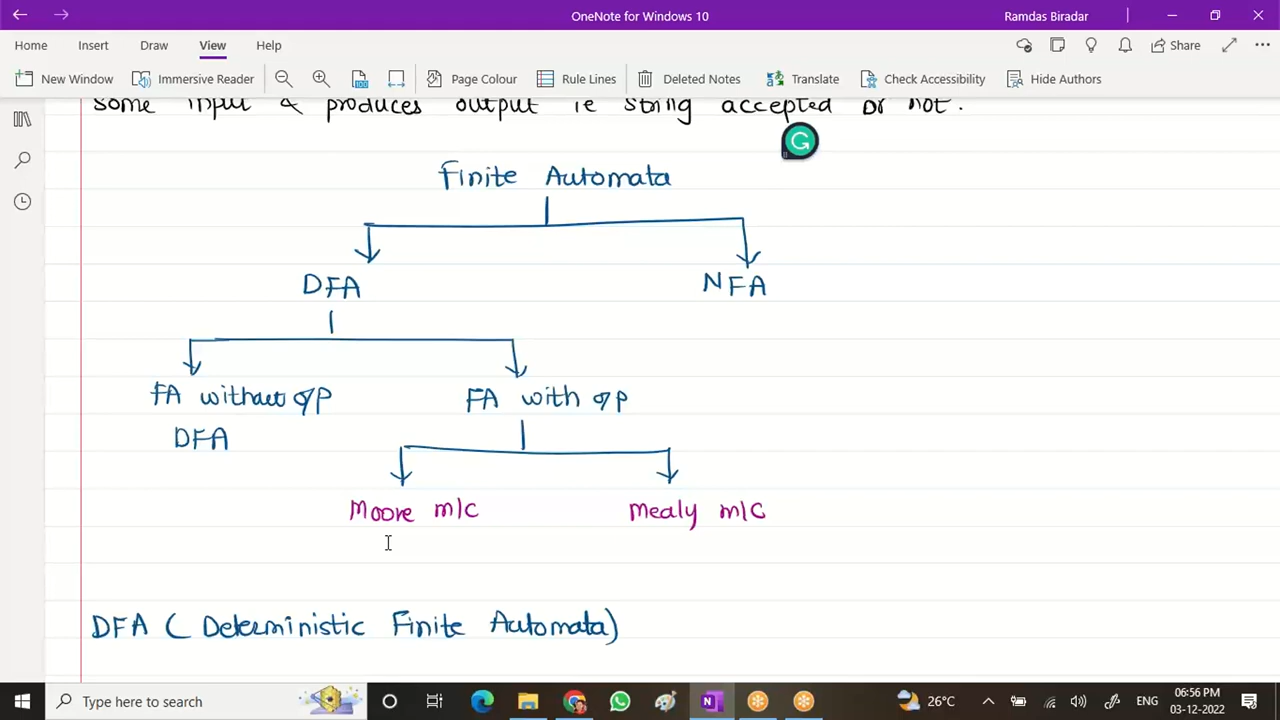 OneNote for Windows 10
Ramdas Biradar
Home Insert Draw View Help
Share
New Window Immersive Reader Page Colour Rule Lines Deleted Notes Translate Check Accessibility Hide Authors
some input & produces output ie string accepted or not.
Finite Automata
DFA NFA
FA without o/p FA with o/p
DFA
Moore m/c Mealy m/c
DFA ( Deterministic Finite Automata)
Type here to search
26°C
ENG
06:56 PM
03-12-2022